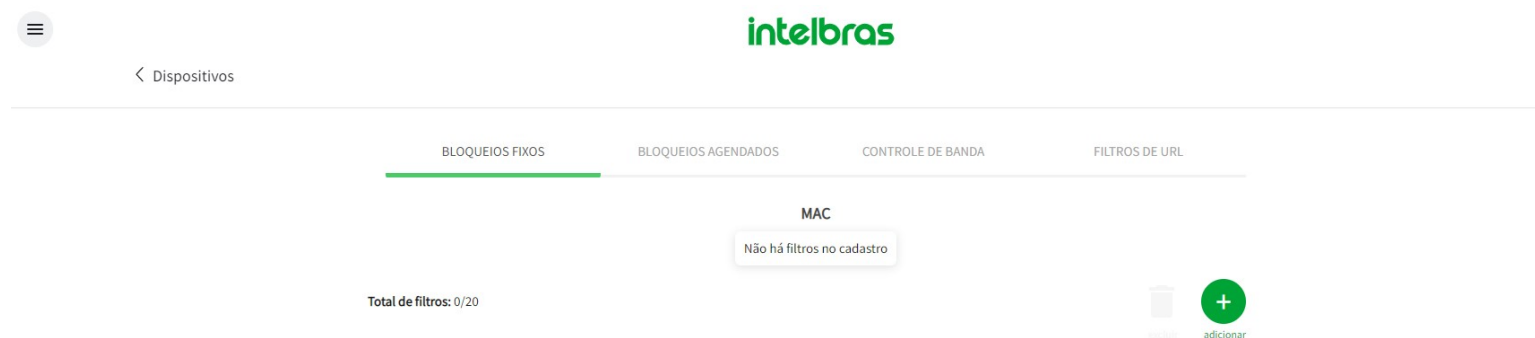 intelbras
Dispositivos
BLOQUEIOS FIXOS BLOQUEIOS AGENDADOS CONTROLE DE BANDA FILTROS DE URL
MAC
Não há filtros no cadastro
Total de filtros: 0/20
adicionar